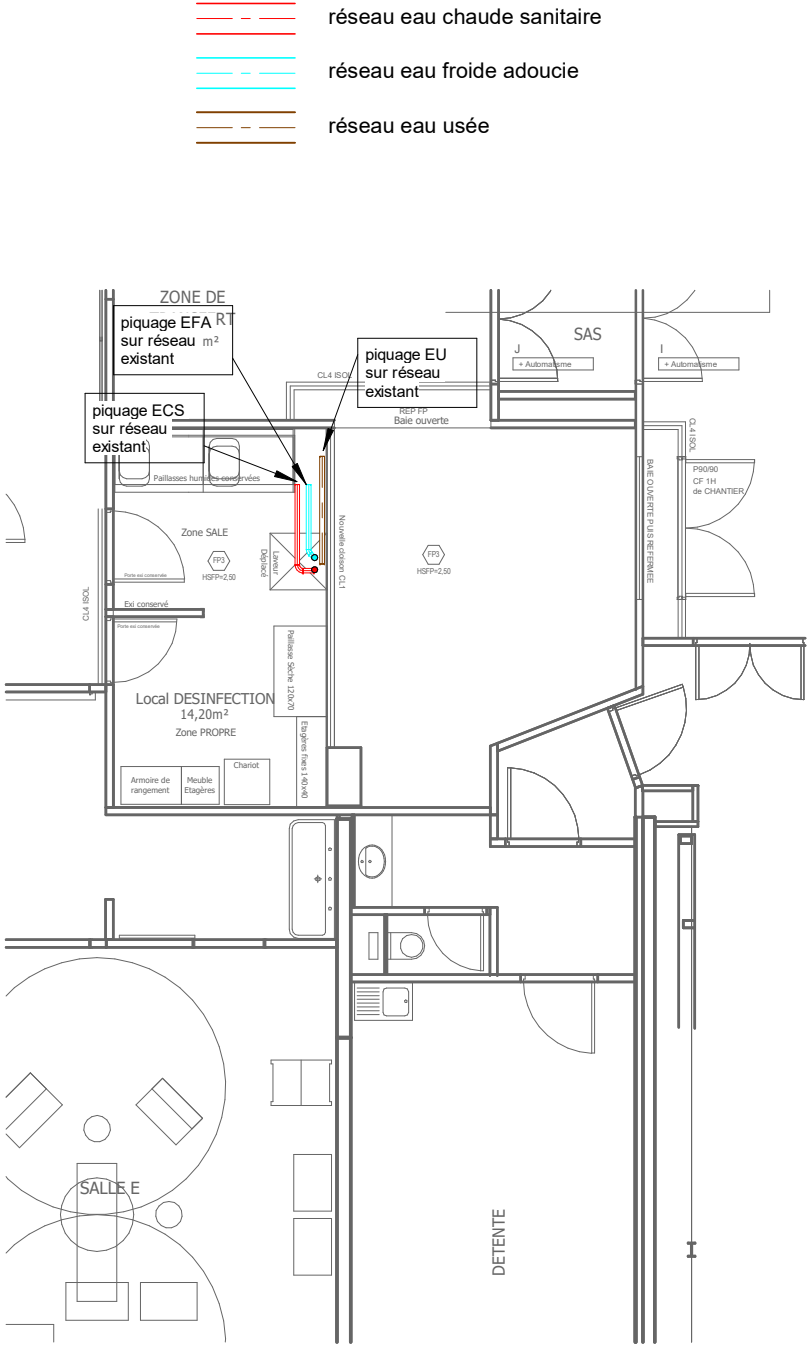 réseau eau chaude sanitaire
réseau eau froide adoucie
réseau eau usée
ZONE DE
RT
m²
piquage EFA
sur réseau
existant
piquage EU
sur réseau
existant
piquage ECS
sur réseau
existant
SAS
J
+ Automatisme
I
+ Automatisme
CL4 ISOL
REP FP
Baie ouverte
CL4 ISOL
P90/90
CF 1H
de CHANTIER
BAIE OUVERTE PUIS REFERMEE
Paillasses humides conservées
Zone SALE
FP3
HSFP=2,50
Porte exi conservée
Laveur
Déplacé
Nouvelle cloison CL1
FP3
HSFP=2,50
CL4 ISOL
Exi conservé
Porte exi conservée
Paillasse Sèche 120x70
Local DESINFECTION
14,20m²
Zone PROPRE
Etagères fixes 140x40
Chariot
Armoire de
rangement
Meuble
Etagères
SALLE E
DETENTE